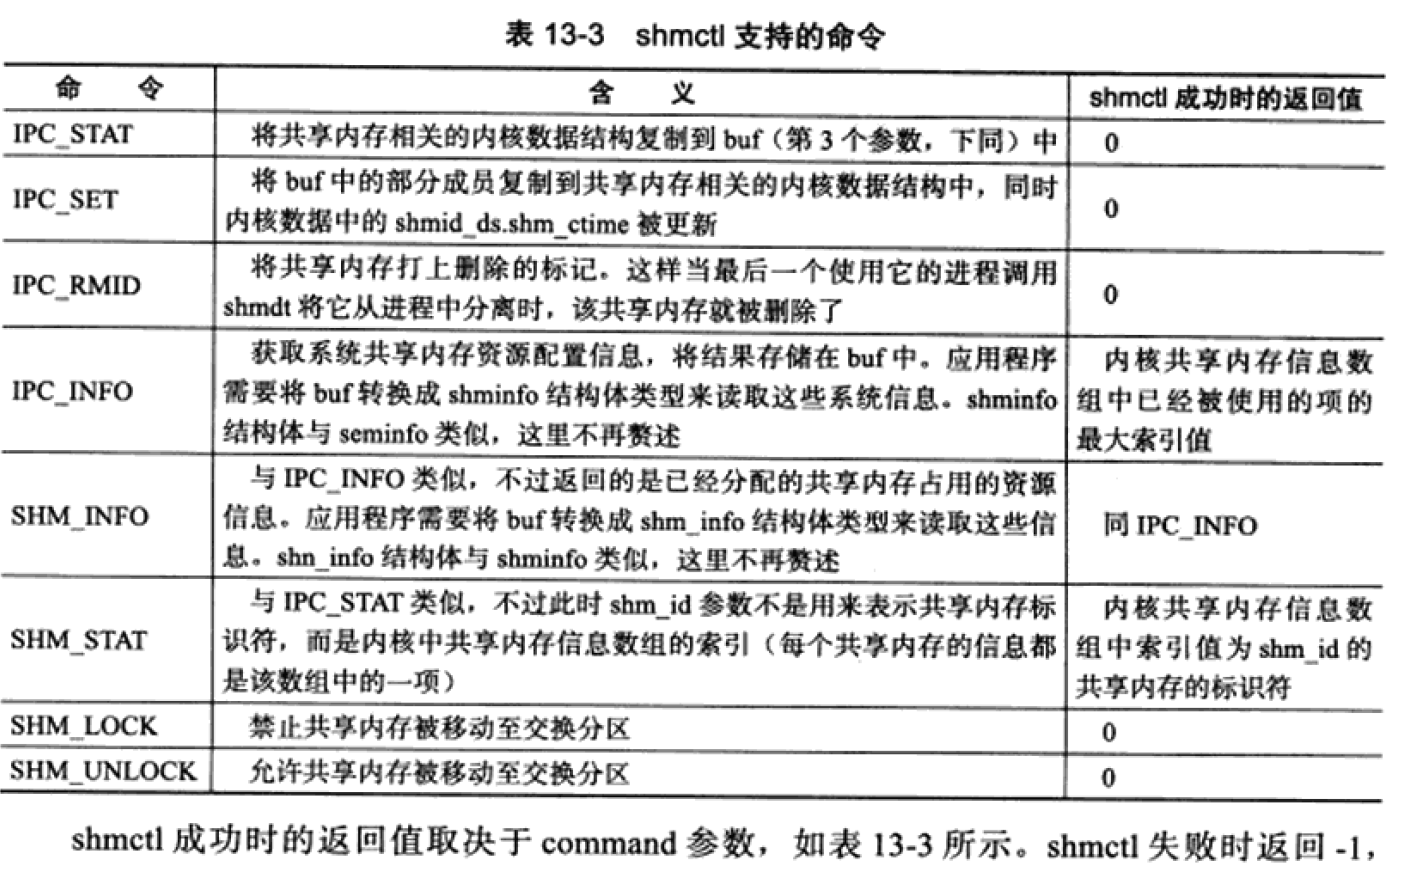 表 13-3 shmctl 支持的命令
命 令 含 义 shmctl 成功时的返回值
IPC_STAT 将共享内存相关的内核数据结构复制到 buf（第 3 个参数，下同）中 0
IPC_SET 将 buf 中的部分成员复制到共享内存相关的内核数据结构中，同时
内核数据中的 shmid_ds.shm_ctime 被更新 0
IPC_RMID 将共享内存打上删除的标记。这样当最后一个使用它的进程调用
shmdt 将它从进程中分离时，该共享内存就被删除了 0
IPC_INFO 获取系统共享内存资源配置信息，将结果存储在 buf 中。应用程序
需要将 buf 转换成 shminfo 结构体类型来读取这些系统信息。shminfo
结构体与 seminfo 类似，这里不再赘述
内核共享内存信息数
组中已经被使用的项的
最大索引值
SHM_INFO 与 IPC_INFO 类似，不过返回的是已经分配的共享内存占用的资源
信息。应用程序需要将 buf 转换成 shm_info 结构体类型来读取这些信
息。shn_info 结构体与 shminfo 类似，这里不再赘述
同 IPC_INFO
SHM_STAT 与 IPC_STAT 类似，不过此时 shm_id 参数不是用来表示共享内存标
识符，而是内核中共享内存信息数组的索引（每个共享内存的信息都
是该数组中的一项）
内核共享内存信息数
组中索引值为 shm_id 的
共享内存的标识符
SHM_LOCK 禁止共享内存被移动至交换分区 0
SHM_UNLOCK 允许共享内存被移动至交换分区 0
shmctl 成功时的返回值取决于 command 参数，如表 13-3 所示。shmctl 失败时返回 -1，